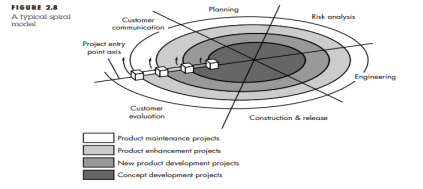 FIGURE 2.8
A typical spiral
model
Planning
Customer
communication
Risk analysis
Project entry
point axis
Engineering
Customer
evaluation
Construction & release
Product maintenance projects
Product enhancement projects
New product development projects
Concept development projects